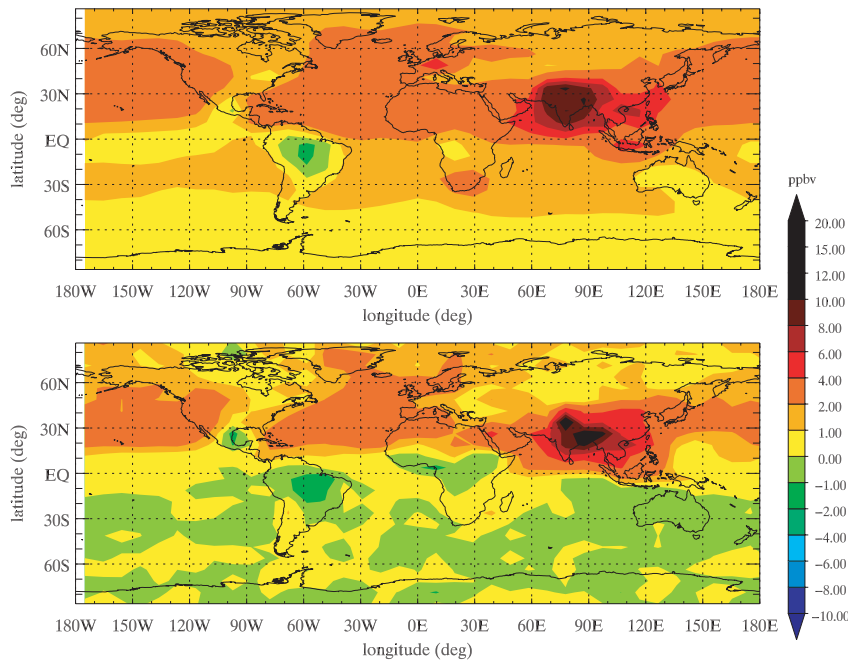 60N
30N
EQ
30S
60S
latitude (deg)
180W 150W 120W 90W 60W 30W 0E 30E 60E 90E 120E 150E 180E
longitude (deg)
60N
30N
EQ
30S
60S
latitude (deg)
180W 150W 120W 90W 60W 30W 0E 30E 60E 90E 120E 150E 180E
longitude (deg)
ppbv
20.00
15.00
12.00
10.00
8.00
6.00
4.00
2.00
1.00
0.00
−1.00
−2.00
−4.00
−6.00
−8.00
−10.00